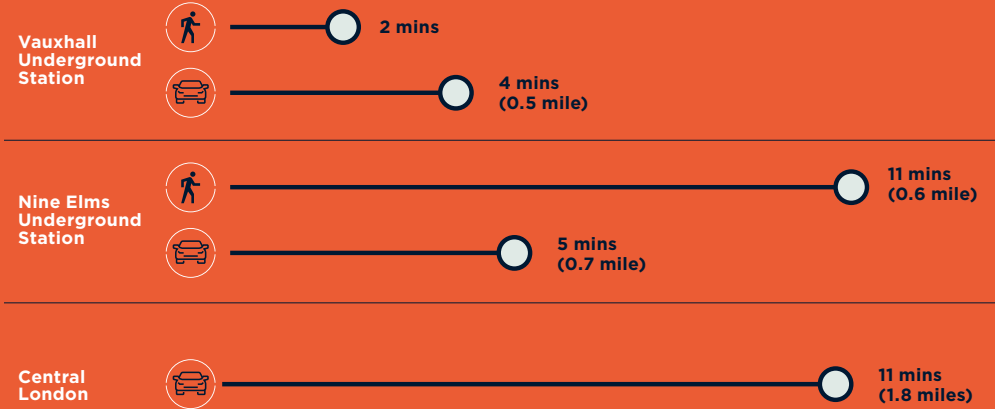 Vauxhall
Underground
Station
2 mins
4 mins
(0.5 mile)
Nine Elms
Underground
Station
11 mins
(0.6 mile)
5 mins
(0.7 mile)
Central
London
11 mins
(1.8 miles)